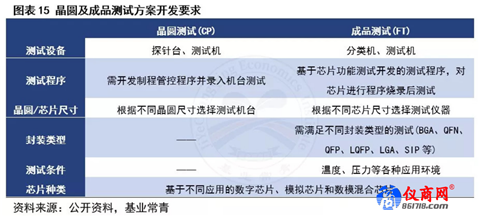 图表 15 晶圆及成品测试方案开发要求
晶圆测试(CP)
成品测试(FT)
测试设备
探针台、测试机
分类机、测试机
测试程序
需开发制程管控程序并录入机台测试
基于芯片功能测试开发的测试程序，对
芯片进行程序烧录后测试
晶圆/芯片尺寸
根据不同晶圆尺寸选择测试机台
根据不同芯片尺寸选择测试仪器
封装类型
——
需满足不同封装类型的测试(BGA、QFN、
QFP、LQFP、LGA、SIP 等)
测试条件
——
温度、压力等各种应用环境
芯片种类
基于不同应用的数字芯片、模拟芯片和数模混合芯片
资料来源：公开资料，基业常青
仪商网
861718.com